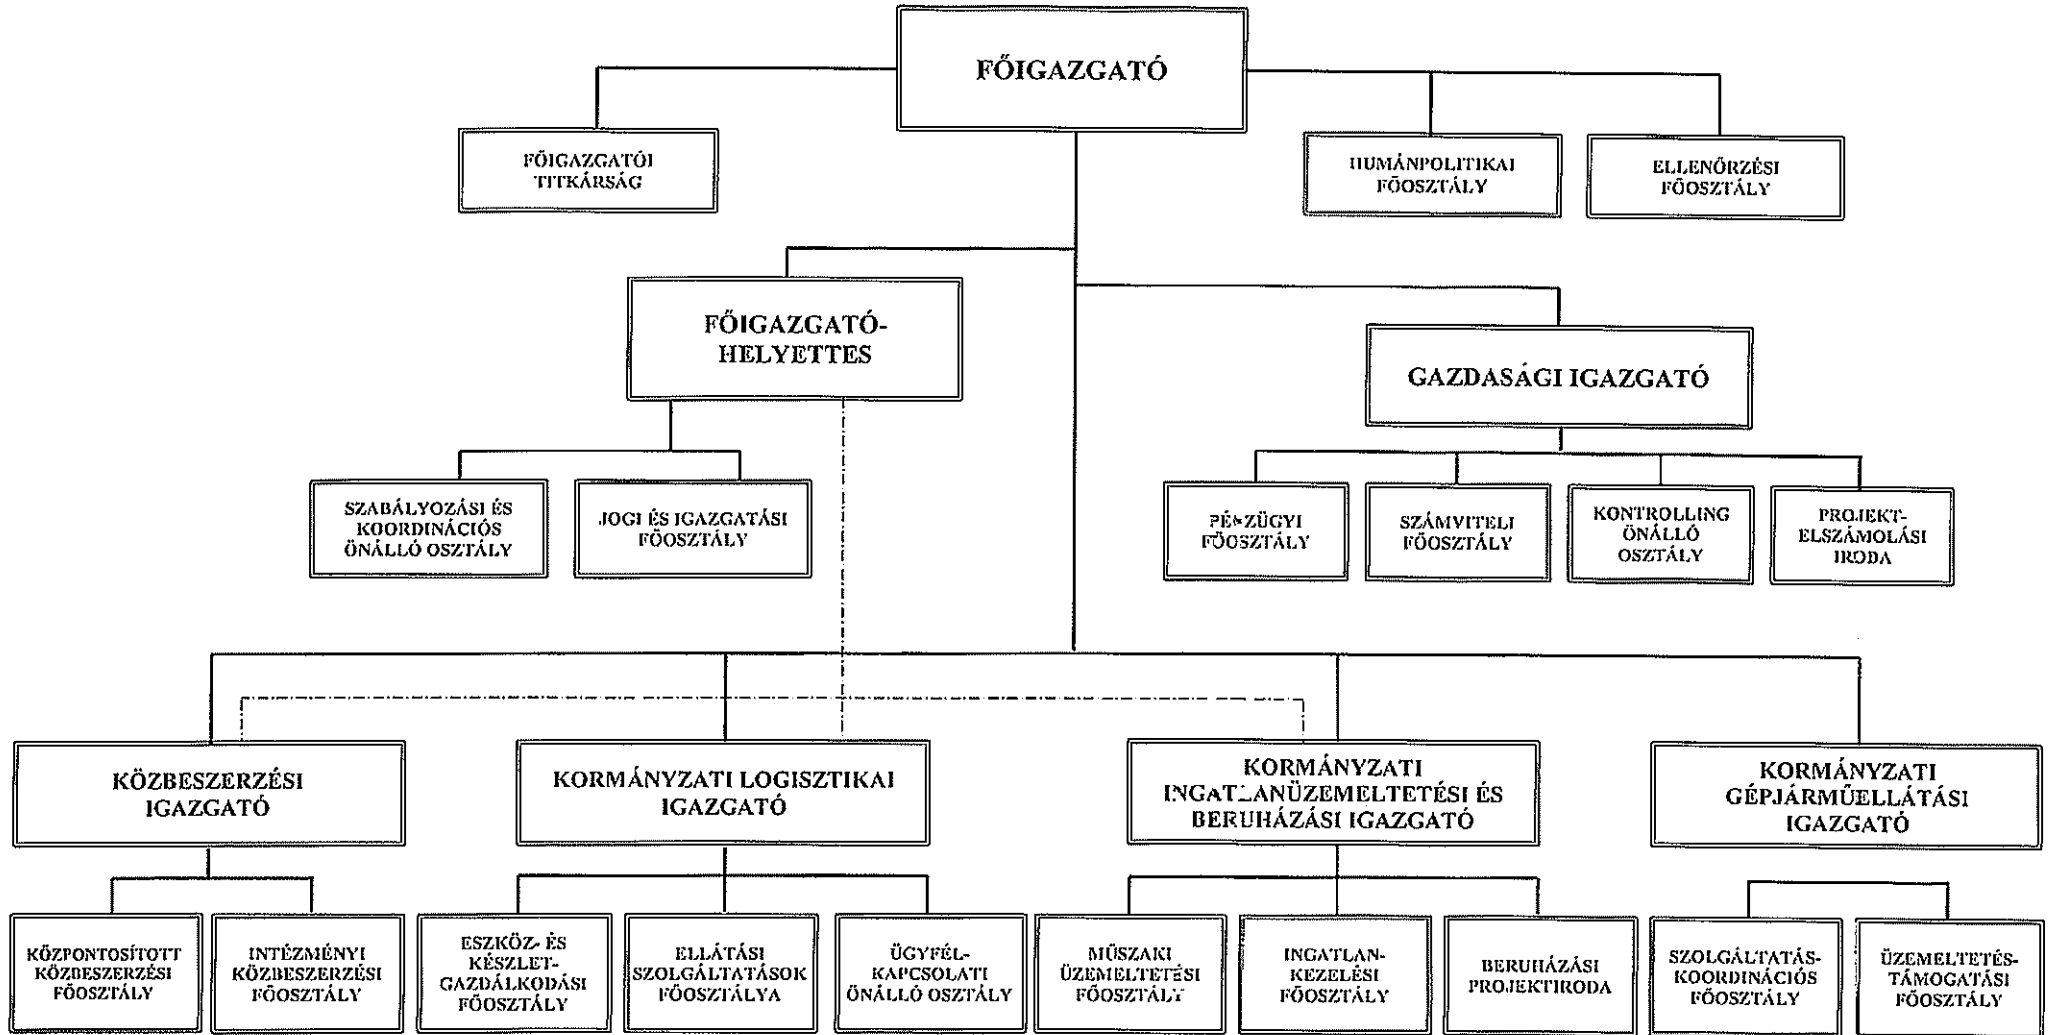 FŐIGAZGATÓ
FŐIGAZGATÓI
TITKÁRSÁG
HUMÁNPOLITIKAI
FŐOSZTÁLY
ELLENŐRZÉSI
FŐOSZTÁLY
FŐIGAZGATÓ-
HELYETTES
GAZDASÁGI IGAZGATÓ
SZABÁLYOZÁSI ÉS
KOORDINÁCIÓS
ÖNÁLLÓ OSZTÁLY
JOGI ÉS IGAZGATÁSI
FŐOSZTÁLY
PÉNZÜGYI
FŐOSZTÁLY
SZÁMVITELI
FŐOSZTÁLY
KONTROLLING
ÖNÁLLÓ
OSZTÁLY
PROJEKT-
ELSZÁMOLÁSI
IRODA
KÖZBESZERZÉSI
IGAZGATÓ
KORMÁNYZATI LOGISZTIKAI
IGAZGATÓ
KORMÁNYZATI
INGATLANÜZEMELTETÉSI ÉS
BERUHÁZÁSI IGAZGATÓ
KORMÁNYZATI
GÉPJÁRMŰELLÁTÁSI
IGAZGATÓ
KÖZPONTOSÍTOTT
KÖZBESZERZÉSI
FŐOSZTÁLY
INTÉZMÉNYI
KÖZBESZERZÉSI
FŐOSZTÁLY
ESZKÖZ- ÉS
KÉSZLET-
GAZDÁLKODÁSI
FŐOSZTÁLY
ELLÁTÁSI
SZOLGÁLTATÁSOK
FŐOSZTÁLYA
ÜGYFÉL-
KAPCSOLATI
ÖNÁLLÓ OSZTÁLY
MŰSZAKI
ÜZEMELTETÉSI
FŐOSZTÁLY
INGATLAN-
KEZELÉSI
FŐOSZTÁLY
BERUHÁZÁSI
PROJEKTIRODA
SZOLGÁLTATÁS-
KOORDINÁCIÓS
FŐOSZTÁLY
ÜZEMELTETÉS-
TÁMOGATÁSI
FŐOSZTÁLY